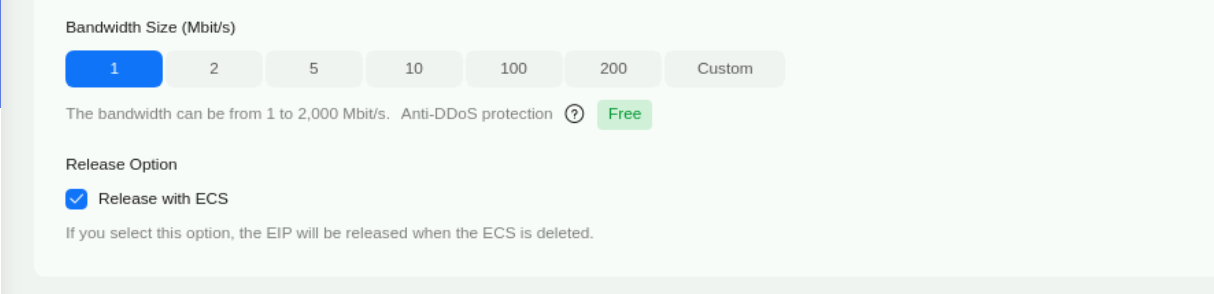 Bandwidth Size (Mbit/s)
1 2 5 10 100 200 Custom
The bandwidth can be from 1 to 2,000 Mbit/s. Anti-DDoS protection ? Free
Release Option
Release with ECS
If you select this option, the EIP will be released when the ECS is deleted.